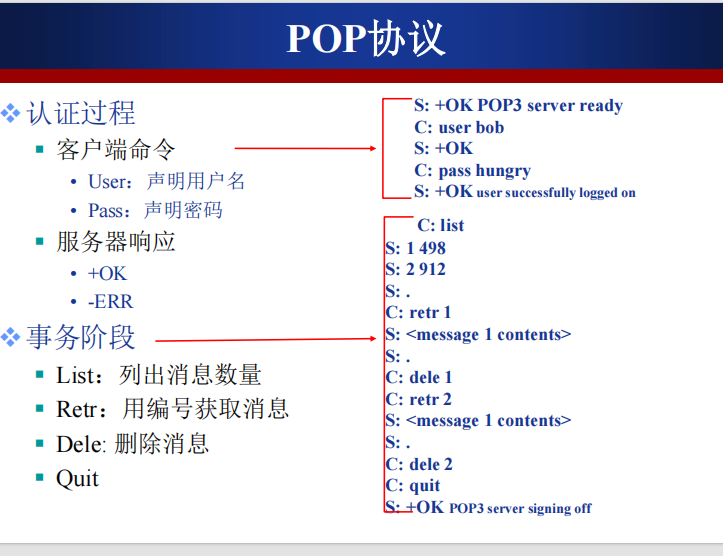 POP协议
认证过程
客户端命令
User：声明用户名
Pass：声明密码
服务器响应
+OK
-ERR
事务阶段
List：列出消息数量
Retr：用编号获取消息
Dele: 删除消息
Quit
S: +OK POP3 server ready
C: user bob
S: +OK
C: pass hungry
S: +OK user successfully logged on
C: list
S: 1 498
S: 2 912
S: .
C: retr 1
S: <message 1 contents>
S: .
C: dele 1
C: retr 2
S: <message 1 contents>
S: .
C: dele 2
C: quit
S: +OK POP3 server signing off